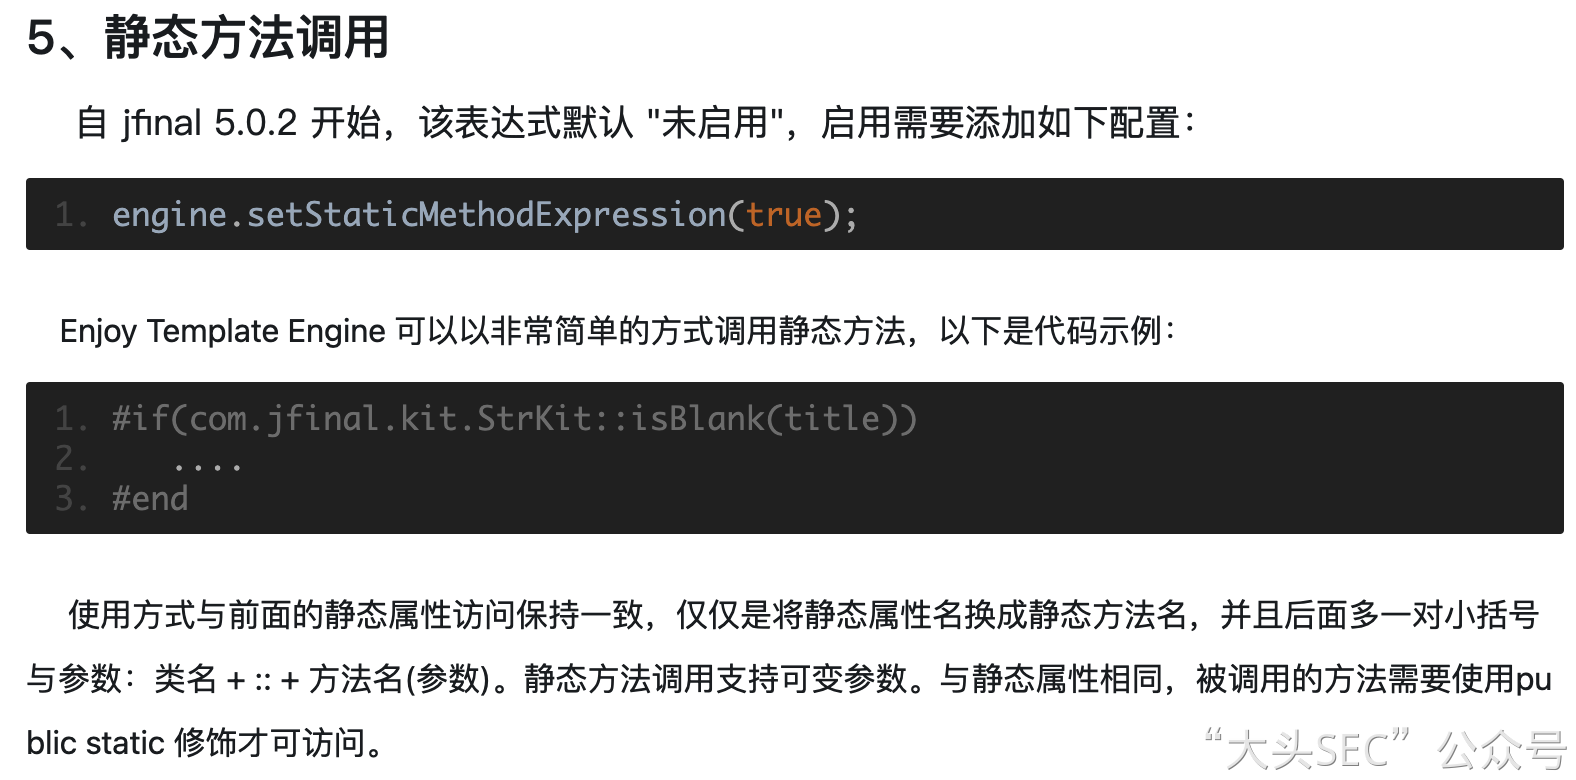 5、静态方法调用
自 jfinal 5.0.2 开始，该表达式默认 "未启用"，启用需要添加如下配置：
1. engine.setStaticMethodExpression(true);
Enjoy Template Engine 可以以非常简单的方式调用静态方法，以下是代码示例：
1. #if(com.jfinal.kit.StrKit::isBlank(title))
2. ....
3. #end
使用方式与前面的静态属性访问保持一致，仅仅是将静态属性名换成静态方法名，并且后面多一对小括号
与参数：类名 + :: + 方法名(参数)。静态方法调用支持可变参数。与静态属性相同，被调用的方法需要使用pu
blic static 修饰才可访问。
“大头SEC”公众号